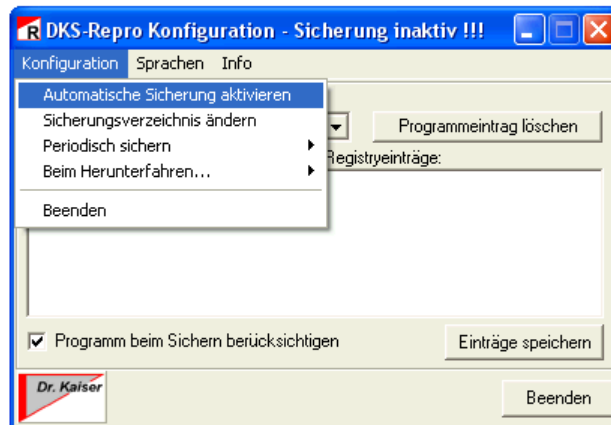 R DKS-Repro Konfiguration - Sicherung inaktiv !!!
Konfiguration Sprachen Info
Automatische Sicherung aktivieren
Sicherungsverzeichnis ändern
Periodisch sichern
Beim Herunterfahren...
Beenden
Programmeintrag löschen
Registryeinträge:
Programm beim Sichern berücksichtigen
Einträge speichern
Dr. Kaiser
Beenden